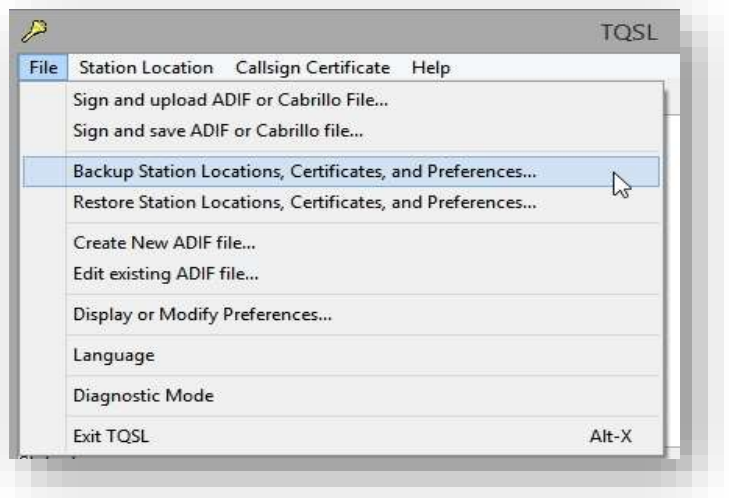 TQSL
File Station Location Callsign Certificate Help
Sign and upload ADIF or Cabrillo File...
Sign and save ADIF or Cabrillo file...
Backup Station Locations, Certificates, and Preferences...
Restore Station Locations, Certificates, and Preferences...
Create New ADIF file...
Edit existing ADIF file...
Display or Modify Preferences...
Language
Diagnostic Mode
Exit TQSL Alt-X